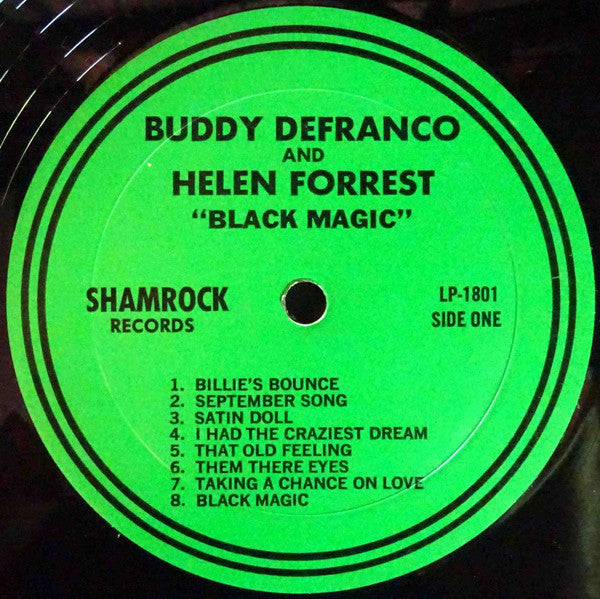 BUDDY DEFRANCO
AND
HELEN FORREST
"BLACK MAGIC"
SHAMROCK
RECORDS
LP-1801
SIDE ONE
1. BILLIE'S BOUNCE
2. SEPTEMBER SONG
3. SATIN DOLL
4. I HAD THE CRAZIEST DREAM
5. THAT OLD FEELING
6. THEM THERE EYES
7. TAKING A CHANCE ON LOVE
8. BLACK MAGIC